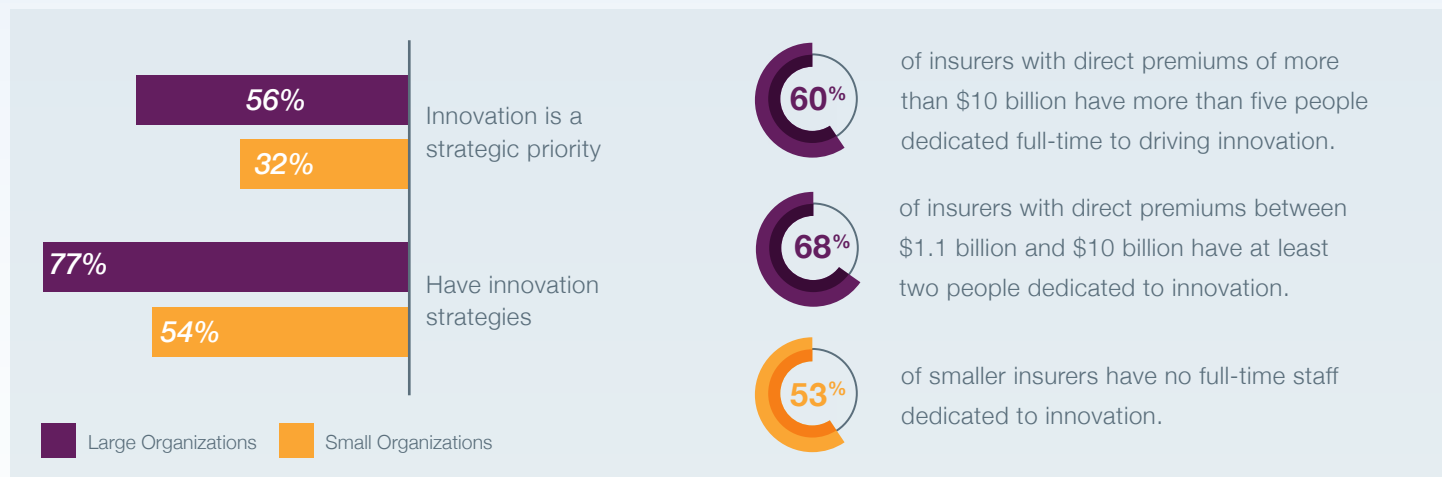 56%
32%
Innovation is a
strategic priority
77%
54%
Have innovation
strategies
Large Organizations
Small Organizations
60%
of insurers with direct premiums of more
than $10 billion have more than five people
dedicated full-time to driving innovation.
68%
of insurers with direct premiums between
$1.1 billion and $10 billion have at least
two people dedicated to innovation.
53%
of smaller insurers have no full-time staff
dedicated to innovation.